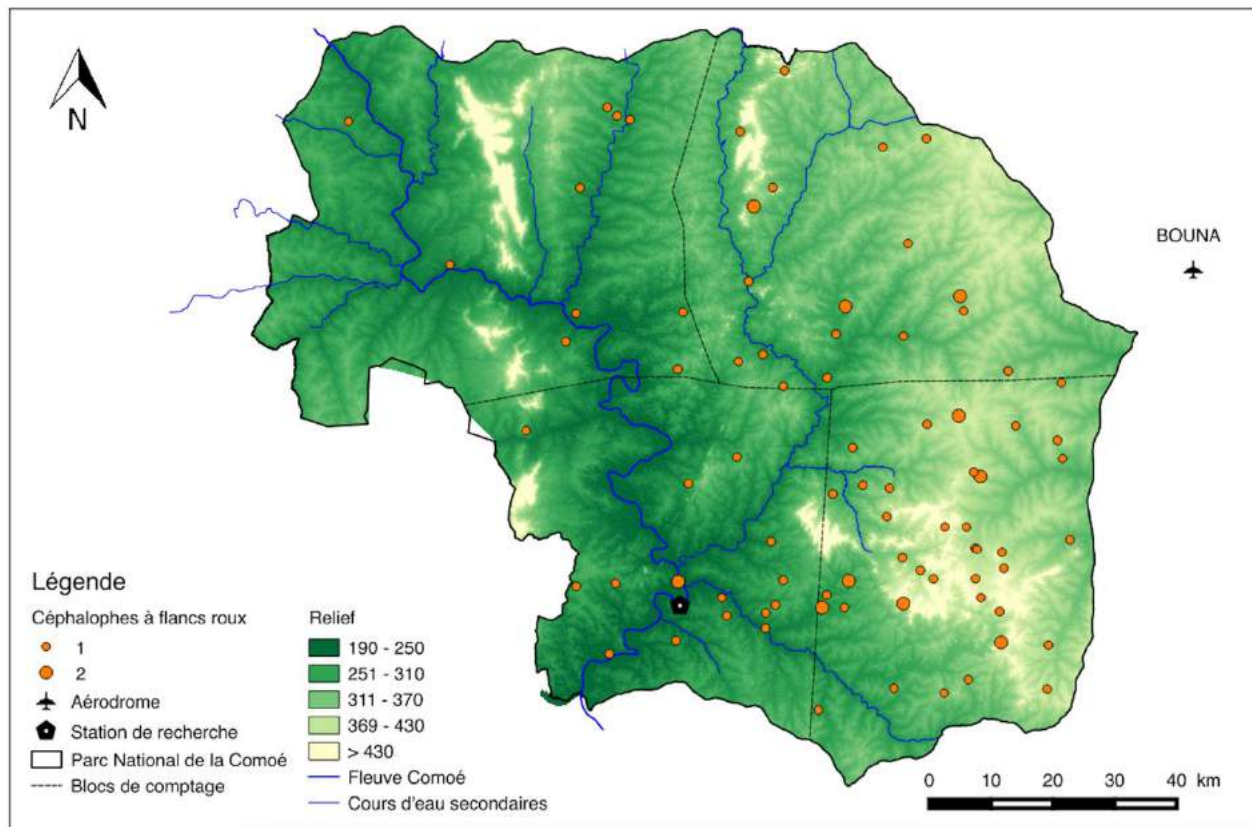 N
BOUNA
Légende
Céphalophes à flancs roux
1
2
Aérodrome
Station de recherche
Parc National de la Comoé
Blocs de comptage
Relief
190 - 250
251 - 310
311 - 370
369 - 430
> 430
Fleuve Comoé
Cours d'eau secondaires
0 10 20 30 40 km